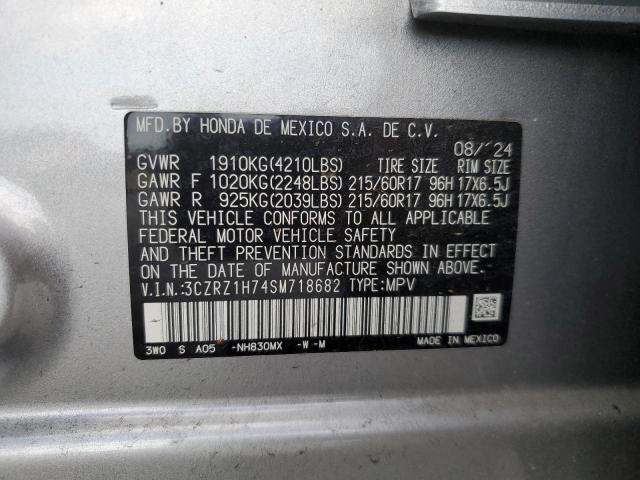 MFD.BY HONDA DE MEXICO S.A. DE C.V.
08/'24
GVWR 1910KG(4210LBS) TIRE SIZE RIM SIZE
GAWR F 1020KG(2248LBS) 215/60R17 96H 17X6.5J
GAWR R 925KG(2039LBS) 215/60R17 96H 17X6.5J
THIS VEHICLE CONFORMS TO ALL APPLICABLE
FEDERAL MOTOR VEHICLE SAFETY
AND THEFT PREVENTION STANDARDS IN EFFECT
ON THE DATE OF MANUFACTURE SHOWN ABOVE.
V.I.N.:3CZRZ1H74SM718682 TYPE:MPV
3W0 S A05 -NH830MX -W -M MADE IN MEXICO